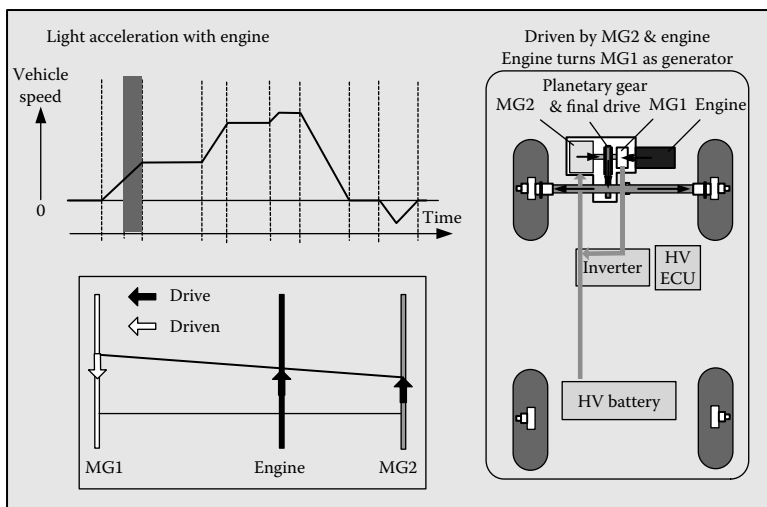 Light acceleration with engine
Vehicle
speed
0
Time
Drive
Driven
MG1
Engine
MG2
Driven by MG2 & engine
Engine turns MG1 as generator
Planetary gear
MG2 & final drive MG1 Engine
Inverter
HV
ECU
HV battery